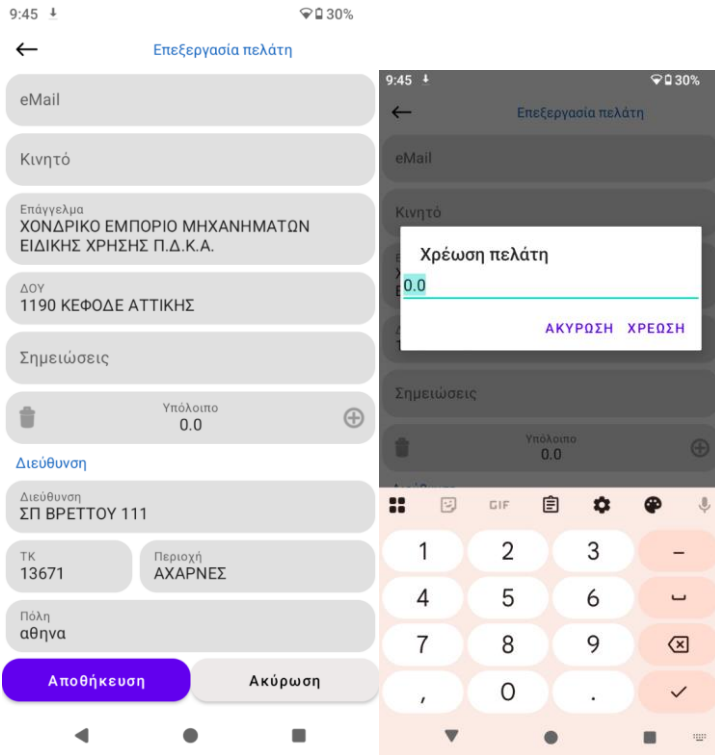 9:45 30%
Επεξεργασία πελάτη
eMail
Κινητό
Επάγγελμα
ΧΟΝΔΡΙΚΟ ΕΜΠΟΡΙΟ ΜΗΧΑΝΗΜΑΤΩΝ
ΕΙΔΙΚΗΣ ΧΡΗΣΗΣ Π.Δ.Κ.Α.
ΔΟΥ
1190 ΚΕΦΟΔΕ ΑΤΤΙΚΗΣ
Σημειώσεις
Υπόλοιπο
0.0
Διεύθυνση
Διεύθυνση
ΣΠ ΒΡΕΤΤΟΥ 111
ΤΚ
13671
Περιοχή
ΑΧΑΡΝΕΣ
Πόλη
αθηνα
Αποθήκευση Ακύρωση
9:45 30%
Επεξεργασία πελάτη
eMail
Κινητό
Χρέωση πελάτη
0.0
ΑΚΥΡΩΣΗ ΧΡΕΩΣΗ
Σημειώσεις
Υπόλοιπο
0.0
GIF
1 2 3 –
4 5 6
7 8 9
, 0 .